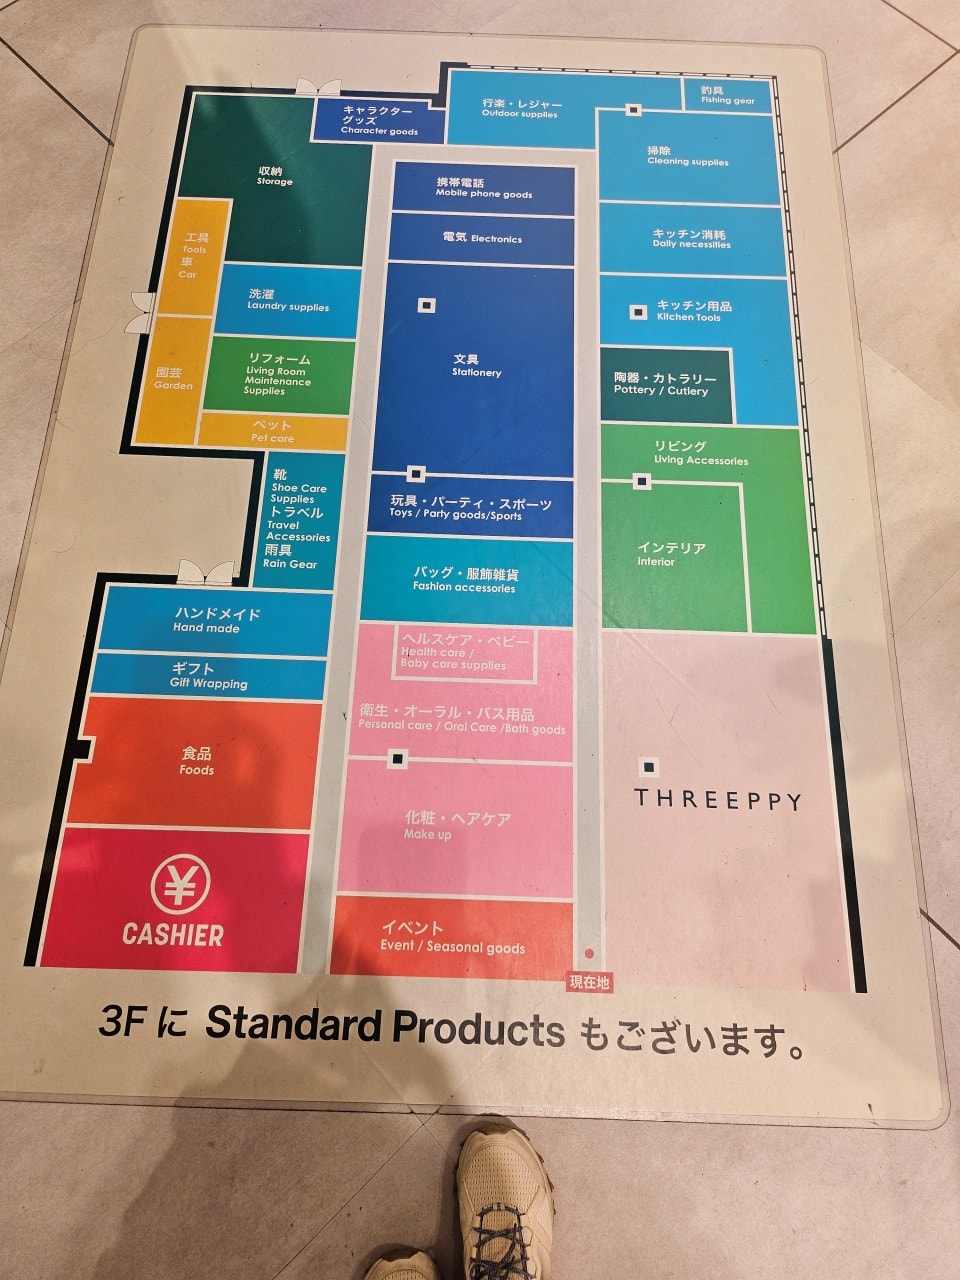 キャラクター
グッズ
Character goods
行楽・レジャー
Outdoor supplies
釣具
Fishing gear
収納
Storage
携帯電話
Mobile phone goods
掃除
Cleaning supplies
工具
Tools
車
Car
電気 Electronics
キッチン消耗
Daily necessities
洗濯
Laundry supplies
文具
Stationery
キッチン用品
Kitchen Tools
園芸
Garden
リフォーム
Living Room
Maintenance
Supplies
陶器・カトラリー
Pottery / Cutlery
ペット
Pet care
リビング
Living Accessories
靴
Shoe Care
Supplies
トラベル
Travel
Accessories
雨具
Rain Gear
玩具・パーティ・スポーツ
Toys / Party goods/Sports
インテリア
Interior
バッグ・服飾雑貨
Fashion accessories
ハンドメイド
Hand made
ヘルスケア・ベビー
Health care /
Baby care supplies
ギフト
Gift Wrapping
衛生・オーラル・バス用品
Personal care / Oral Care /Bath goods
食品
Foods
THREEPPY
化粧・ヘアケア
Make up
¥
CASHIER
イベント
Event / Seasonal goods
現在地
3F に Standard Products もございます。